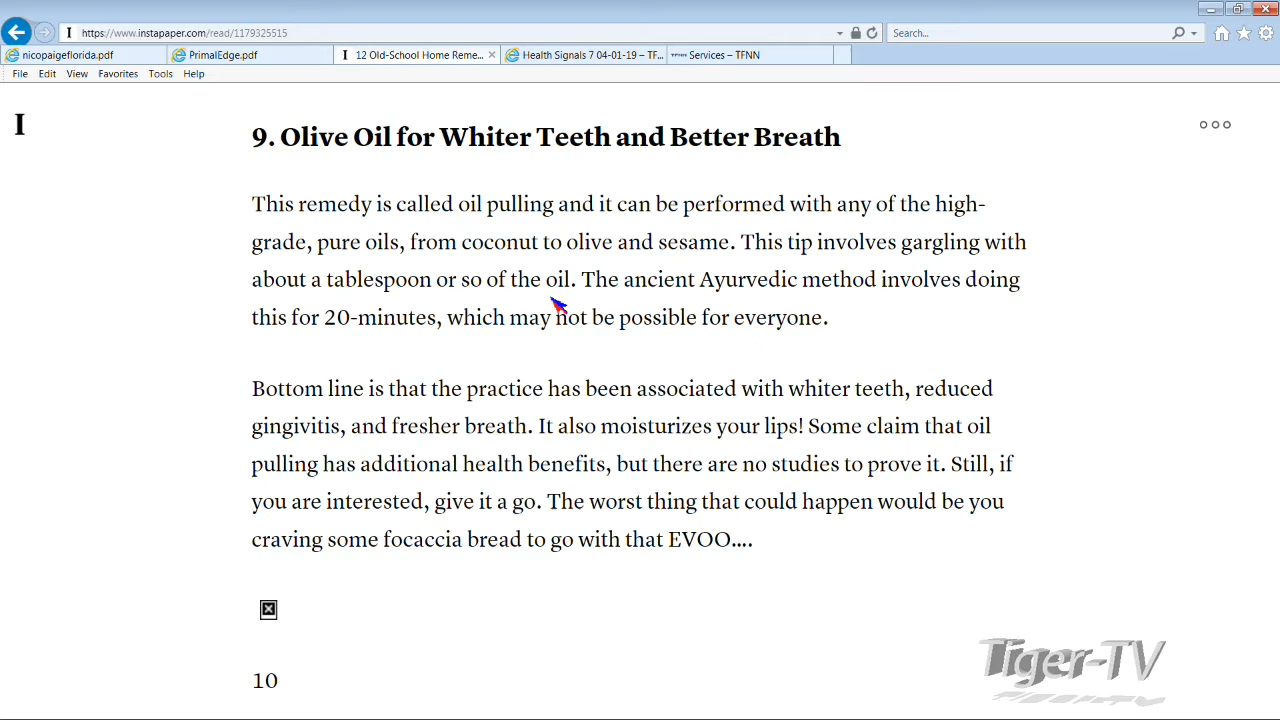 https://www.instapaper.com/read/1179325515
Search...
nicopaigeflorida.pdf
PrimalEdge.pdf
12 Old-School Home Reme...
Health Signals 7 04-01-19 – TF...
TFNN Services – TFNN
File Edit View Favorites Tools Help
I
9. Olive Oil for Whiter Teeth and Better Breath
This remedy is called oil pulling and it can be performed with any of the high-
grade, pure oils, from coconut to olive and sesame. This tip involves gargling with
about a tablespoon or so of the oil. The ancient Ayurvedic method involves doing
this for 20-minutes, which may not be possible for everyone.
Bottom line is that the practice has been associated with whiter teeth, reduced
gingivitis, and fresher breath. It also moisturizes your lips! Some claim that oil
pulling has additional health benefits, but there are no studies to prove it. Still, if
you are interested, give it a go. The worst thing that could happen would be you
craving some focaccia bread to go with that EVOO....
10
Tiger-TV